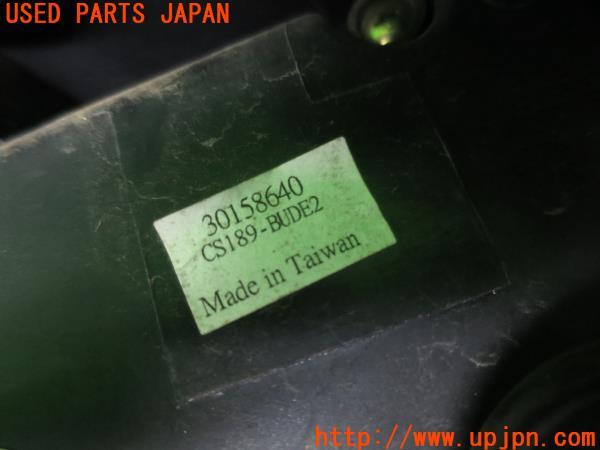 USED PARTS JAPAN
30158640
CS189-BUDE2
Made in Taiwan
http://www.upjpn.com